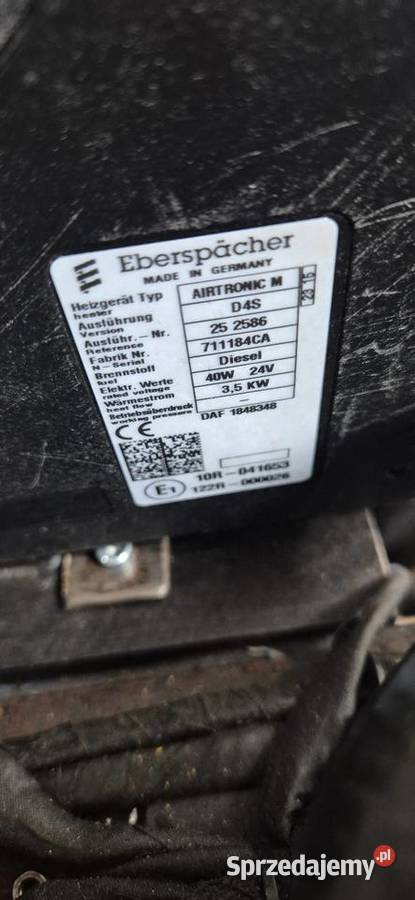 Eberspächer
MADE IN GERMANY
Heizgerät Typ AIRTRONIC M
heater
Ausführung D4S
Version
Ausführ.-Nr. 25 2586
Reference
Fabrik Nr. 711184CA
N-Serial
Brennstoff Diesel
fuel
Elektr. Werte 40W 24V
rated voltage
Wärmestrom 3,5 KW
heat flow
Betriebsüberdruck –
working pressure
DAF 1848348
23 15
CE
10R-041653
E1
122R-000026
Sprzedajemy.pl